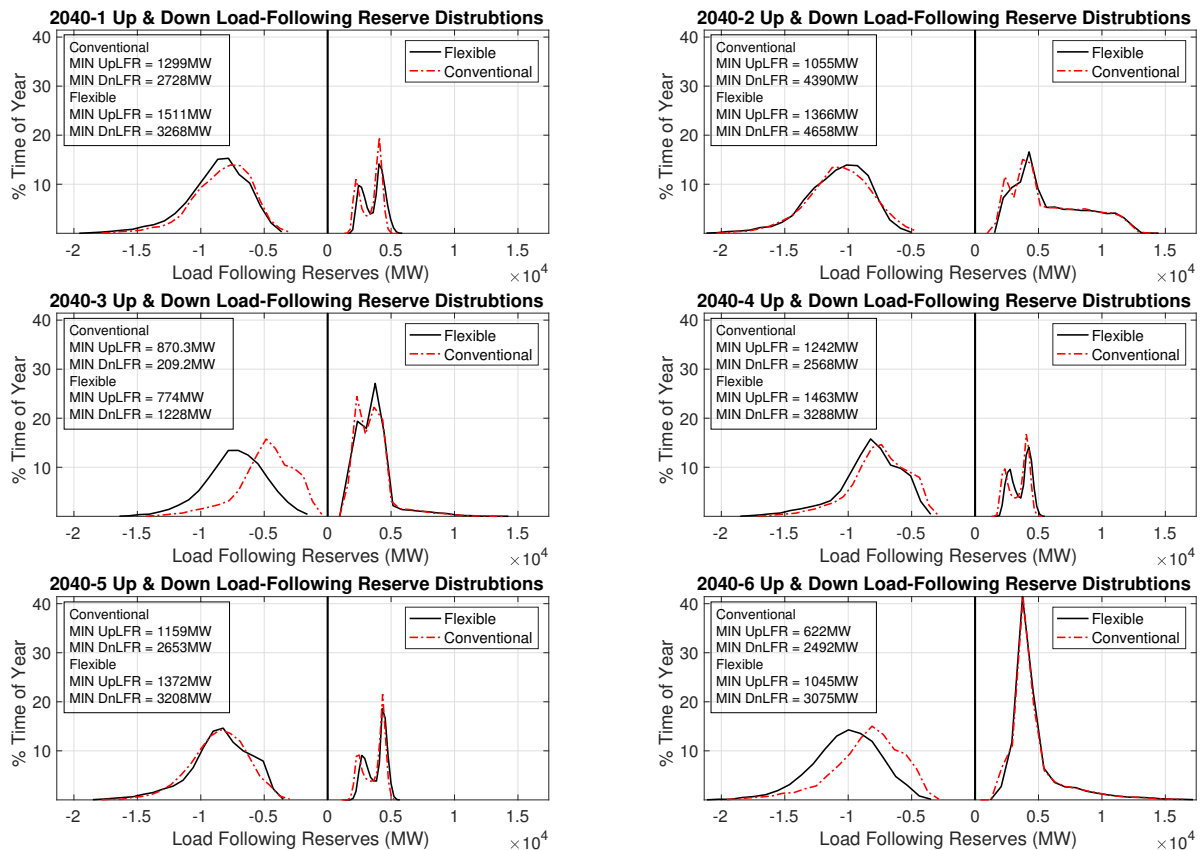 2040-1 Up & Down Load-Following Reserve Distrubtions
% Time of Year
40
30
20
10
Conventional
MIN UpLFR = 1299MW
MIN DnLFR = 2728MW
Flexible
MIN UpLFR = 1511MW
MIN DnLFR = 3268MW
Flexible
Conventional
-2 -1.5 -1 -0.5 0 0.5 1 1.5
Load Following Reserves (MW)
×10^4
2040-2 Up & Down Load-Following Reserve Distrubtions
% Time of Year
40
30
20
10
Conventional
MIN UpLFR = 1055MW
MIN DnLFR = 4390MW
Flexible
MIN UpLFR = 1366MW
MIN DnLFR = 4658MW
Flexible
Conventional
-2 -1.5 -1 -0.5 0 0.5 1 1.5
Load Following Reserves (MW)
×10^4
2040-3 Up & Down Load-Following Reserve Distrubtions
% Time of Year
40
30
20
10
Conventional
MIN UpLFR = 870.3MW
MIN DnLFR = 209.2MW
Flexible
MIN UpLFR = 774MW
MIN DnLFR = 1228MW
Flexible
Conventional
-2 -1.5 -1 -0.5 0 0.5 1 1.5
Load Following Reserves (MW)
×10^4
2040-4 Up & Down Load-Following Reserve Distrubtions
% Time of Year
40
30
20
10
Conventional
MIN UpLFR = 1242MW
MIN DnLFR = 2568MW
Flexible
MIN UpLFR = 1463MW
MIN DnLFR = 3288MW
Flexible
Conventional
-2 -1.5 -1 -0.5 0 0.5 1 1.5
Load Following Reserves (MW)
×10^4
2040-5 Up & Down Load-Following Reserve Distrubtions
% Time of Year
40
30
20
10
Conventional
MIN UpLFR = 1159MW
MIN DnLFR = 2653MW
Flexible
MIN UpLFR = 1372MW
MIN DnLFR = 3208MW
Flexible
Conventional
-2 -1.5 -1 -0.5 0 0.5 1 1.5
Load Following Reserves (MW)
×10^4
2040-6 Up & Down Load-Following Reserve Distrubtions
% Time of Year
40
30
20
10
Conventional
MIN UpLFR = 622MW
MIN DnLFR = 2492MW
Flexible
MIN UpLFR = 1045MW
MIN DnLFR = 3075MW
Flexible
Conventional
-2 -1.5 -1 -0.5 0 0.5 1 1.5
Load Following Reserves (MW)
×10^4